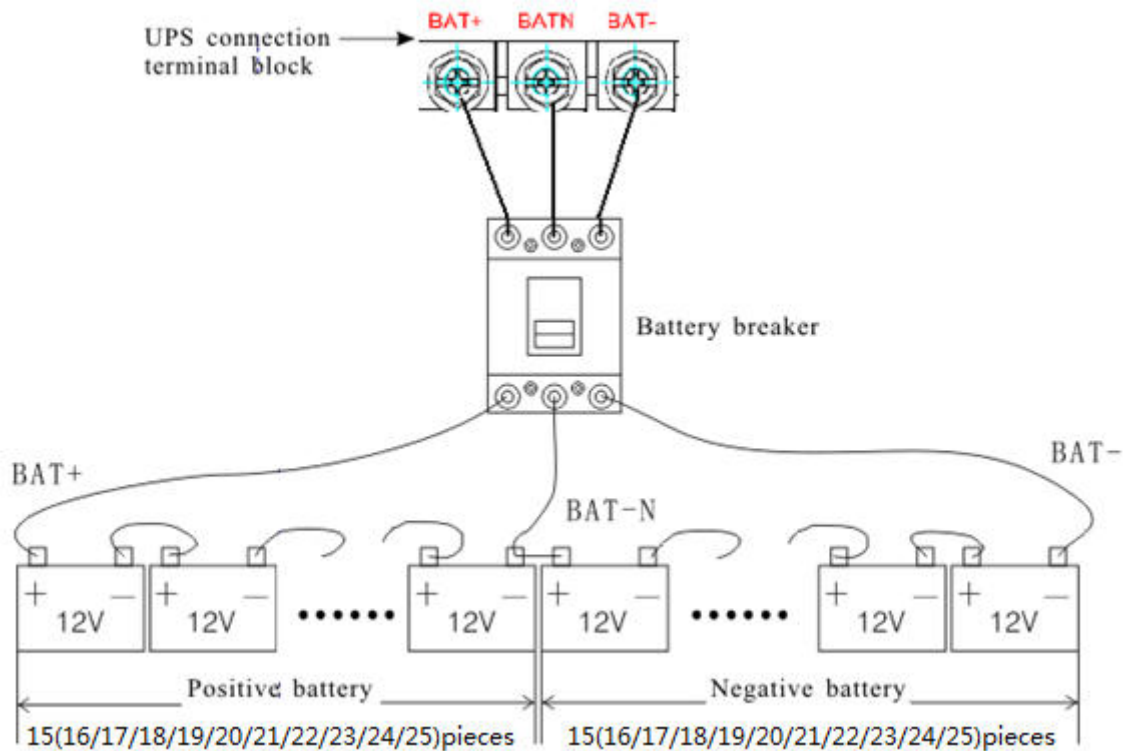 BAT+ BATN BAT-
UPS connection
terminal block
Battery breaker
BAT+
BAT-
BAT-N
+ − + − + − + − + − + −
12V 12V 12V 12V 12V 12V
Positive battery
Negative battery
15(16/17/18/19/20/21/22/23/24/25)pieces
15(16/17/18/19/20/21/22/23/24/25)pieces